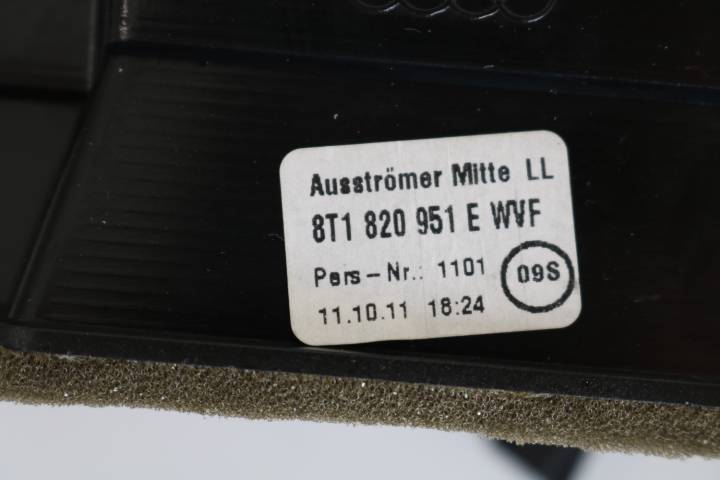 Ausströmer Mitte LL
8T1 820 951 E WVF
Pers-Nr.: 1101 09S
11.10.11 18:24